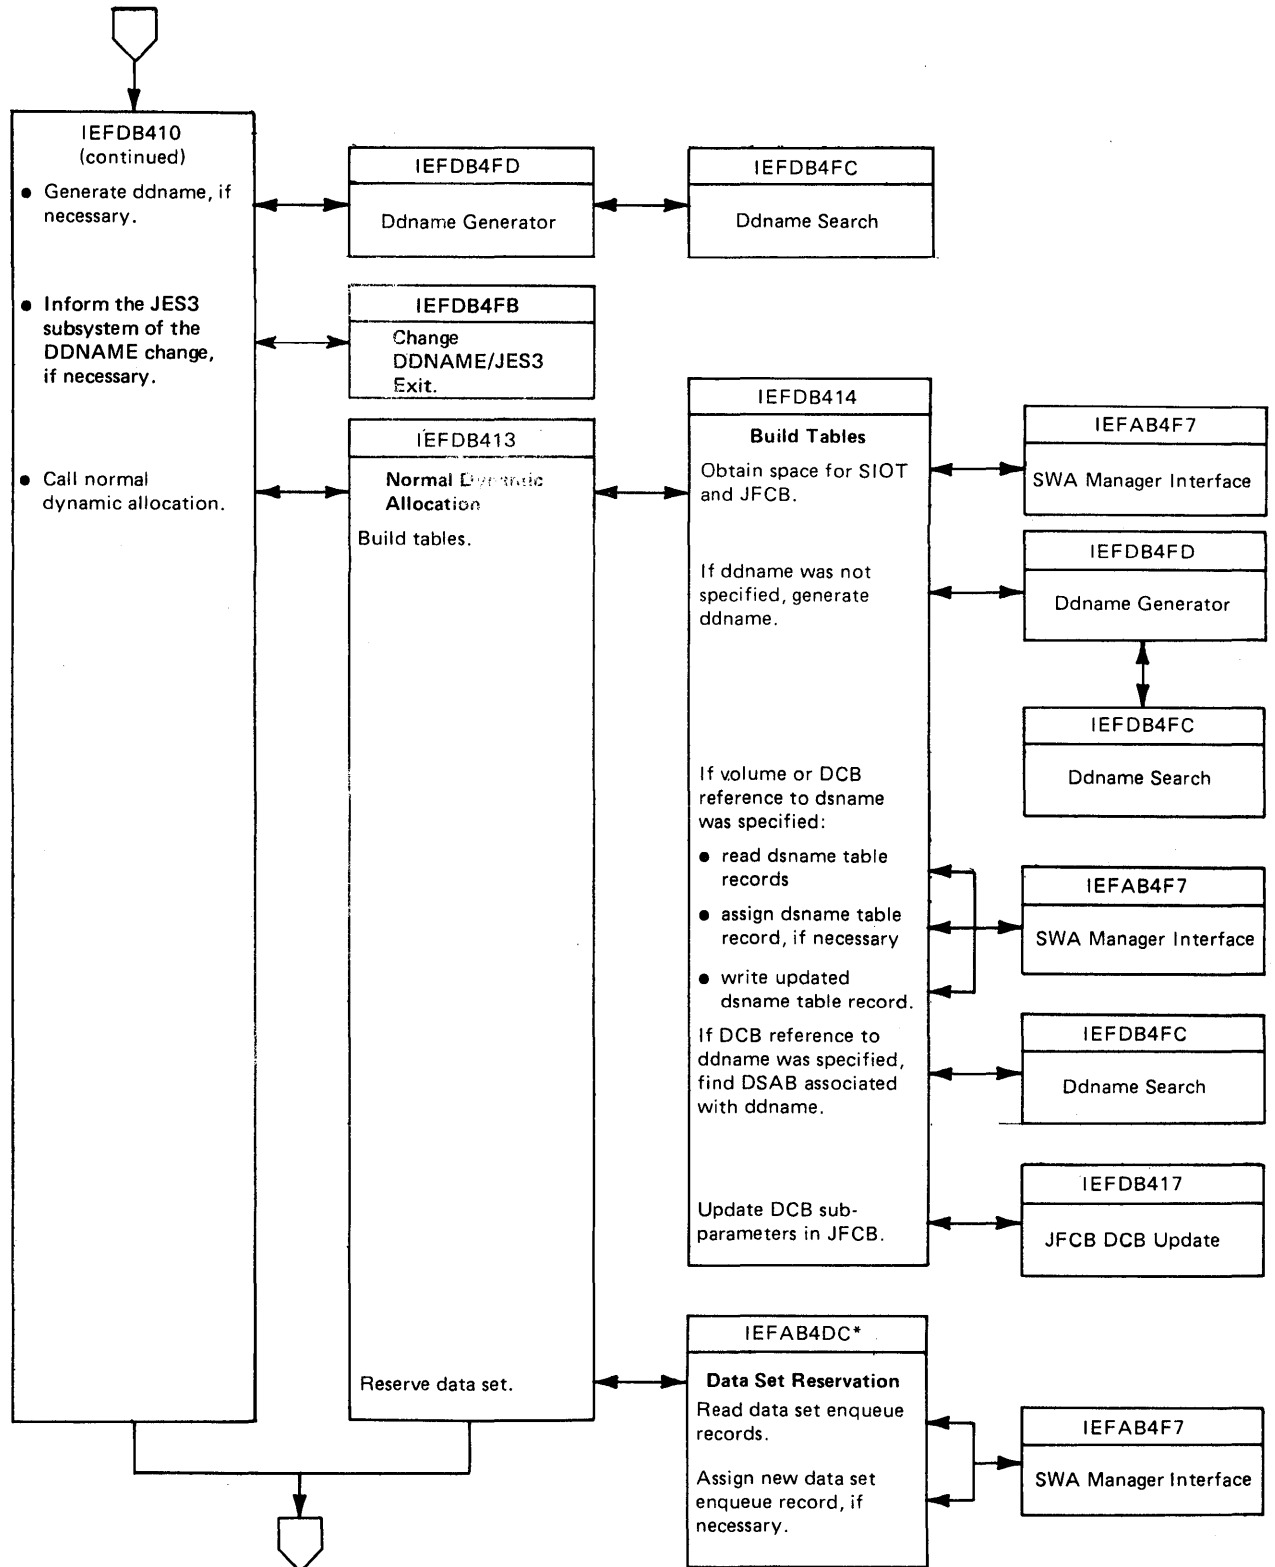 IEFDB410
(continued)
● Generate ddname, if
necessary.
● Inform the JES3
subsystem of the
DDNAME change,
if necessary.
● Call normal
dynamic allocation.
IEFDB4FD
Ddname Generator
IEFDB4FC
Ddname Search
IEFDB4FB
Change
DDNAME/JES3
Exit.
IEFDB413
Normal Dynamic
Allocation
Build tables.
Reserve data set.
IEFDB414
Build Tables
Obtain space for SIOT
and JFCB.
If ddname was not
specified, generate
ddname.
If volume or DCB
reference to dsname
was specified:
● read dsname table
records
● assign dsname table
record, if necessary
● write updated
dsname table record.
If DCB reference to
ddname was specified,
find DSAB associated
with ddname.
Update DCB sub-
parameters in JFCB.
IEFAB4F7
SWA Manager Interface
IEFDB4FD
Ddname Generator
IEFDB4FC
Ddname Search
IEFAB4F7
SWA Manager Interface
IEFDB4FC
Ddname Search
IEFDB417
JFCB DCB Update
IEFAB4DC*
Data Set Reservation
Read data set enqueue
records.
Assign new data set
enqueue record, if
necessary.
IEFAB4F7
SWA Manager Interface